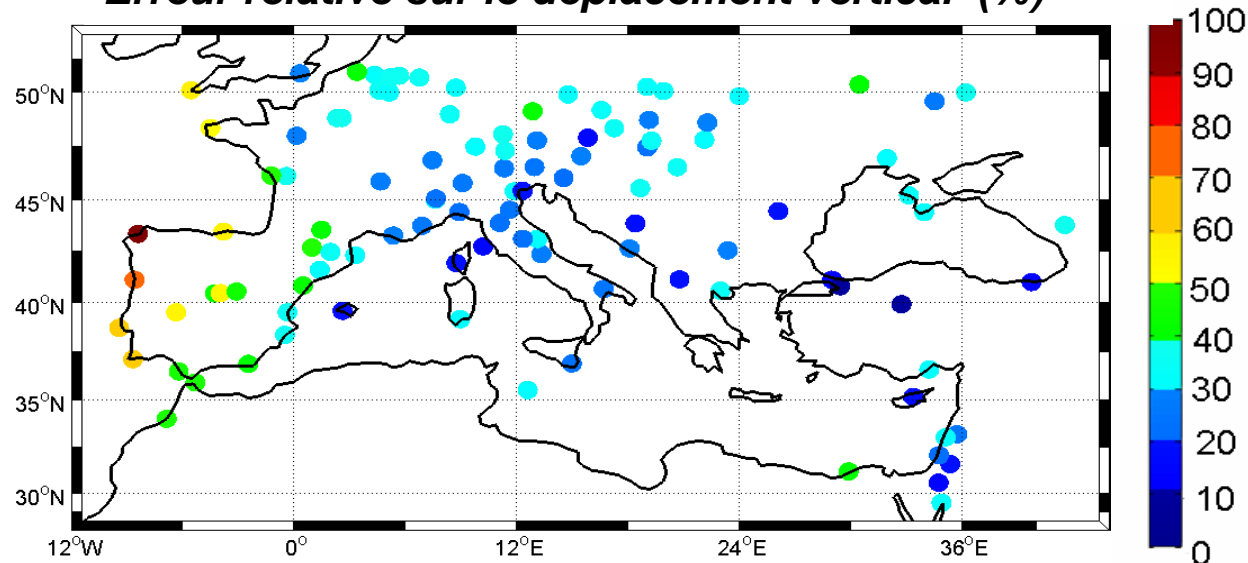 Erreur relative sur le déplacement vertical (%)
50°N
45°N
40°N
35°N
30°N
12°W
0°
12°E
24°E
36°E
100
90
80
70
60
50
40
30
20
10
0